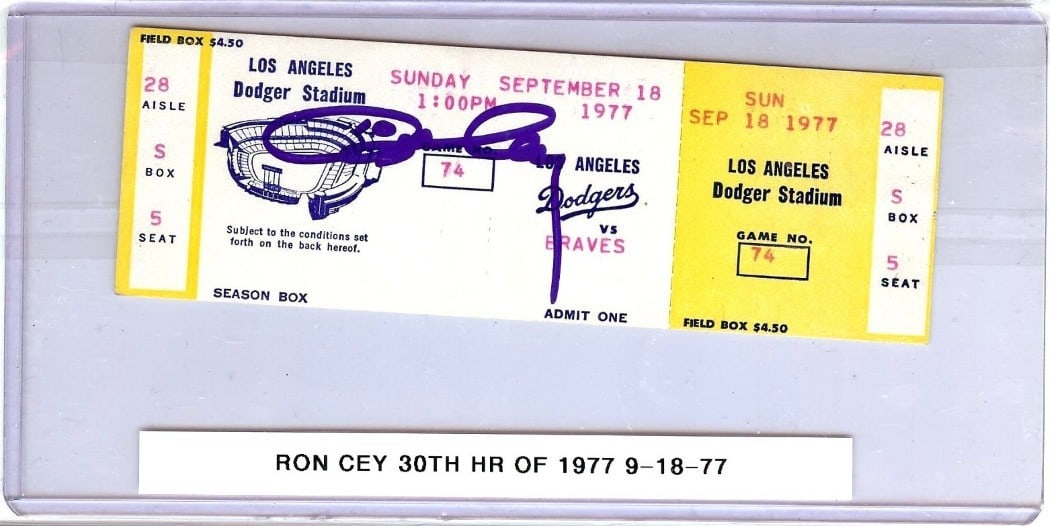 FIELD BOX $4.50
28
AISLE
S
BOX
5
SEAT
LOS ANGELES
Dodger Stadium
Subject to the conditions set
forth on the back hereof.
SEASON BOX
SUNDAY SEPTEMBER 18
1:00PM 1977
GAME NO.
74
LOS ANGELES
Dodgers
VS
BRAVES
ADMIT ONE
SUN
SEP 18 1977
LOS ANGELES
Dodger Stadium
GAME NO.
74
FIELD BOX $4.50
28
AISLE
S
BOX
5
SEAT
RON CEY 30TH HR OF 1977 9-18-77